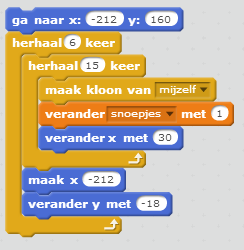 ga naar x: -212 y: 160
herhaal 6 keer
herhaal 15 keer
maak kloon van mijzelf
verander snoepjes met 1
verander x met 30
maak x -212
verander y met -18